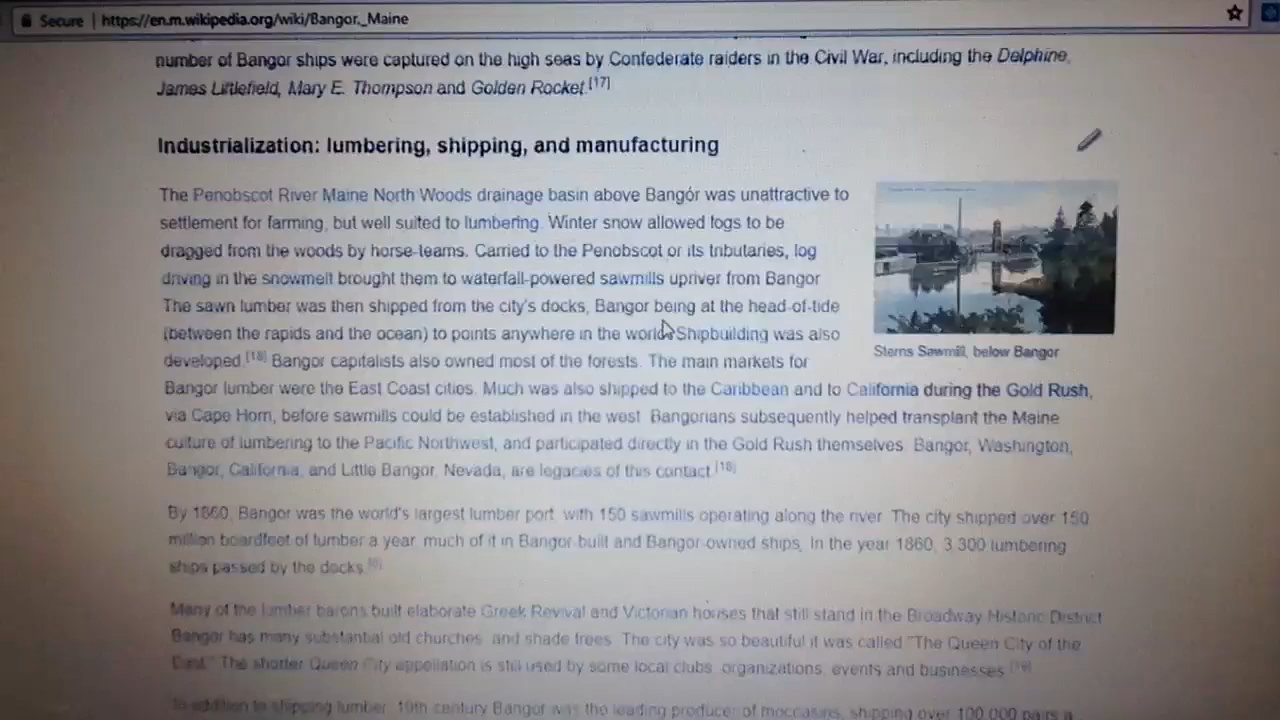 Secure | https://en.m.wikipedia.org/wiki/Bangor,_Maine
number of Bangor ships were captured on the high seas by Confederate raiders in the Civil War, including the Delphine,
James Littlefield, Mary E. Thompson and Golden Rocket.[17]
Industrialization: lumbering, shipping, and manufacturing
The Penobscot River Maine North Woods drainage basin above Bangor was unattractive to
settlement for farming, but well suited to lumbering. Winter snow allowed logs to be
dragged from the woods by horse-teams. Carried to the Penobscot or its tributaries, log
driving in the snowmelt brought them to waterfall-powered sawmills upriver from Bangor.
The sawn lumber was then shipped from the city's docks, Bangor being at the head-of-tide
(between the rapids and the ocean) to points anywhere in the world. Shipbuilding was also
developed.[18] Bangor capitalists also owned most of the forests. The main markets for
Bangor lumber were the East Coast cities. Much was also shipped to the Caribbean and to California during the Gold Rush,
via Cape Horn, before sawmills could be established in the west. Bangorians subsequently helped transplant the Maine
culture of lumbering to the Pacific Northwest, and participated directly in the Gold Rush themselves. Bangor, Washington,
Bangor, California, and Little Bangor, Nevada, are legacies of this contact.[18]
Sterns Sawmill, below Bangor
By 1860, Bangor was the world's largest lumber port, with 150 sawmills operating along the river. The city shipped over 150
million boardfeet of lumber a year, much of it in Bangor-built and Bangor-owned ships. In the year 1860, 3,300 lumbering
ships passed by the docks.
Many of the lumber barons built elaborate Greek Revival and Victorian houses that still stand in the Broadway Historic District.
Bangor has many substantial old churches, and shade trees. The city was so beautiful it was called "The Queen City of the
East." The shorter Queen City appellation is still used by some local clubs, organizations, events and businesses.[19]
In addition to shipping lumber, 19th century Bangor was the leading producer of moccasins, shipping over 100,000 pairs a